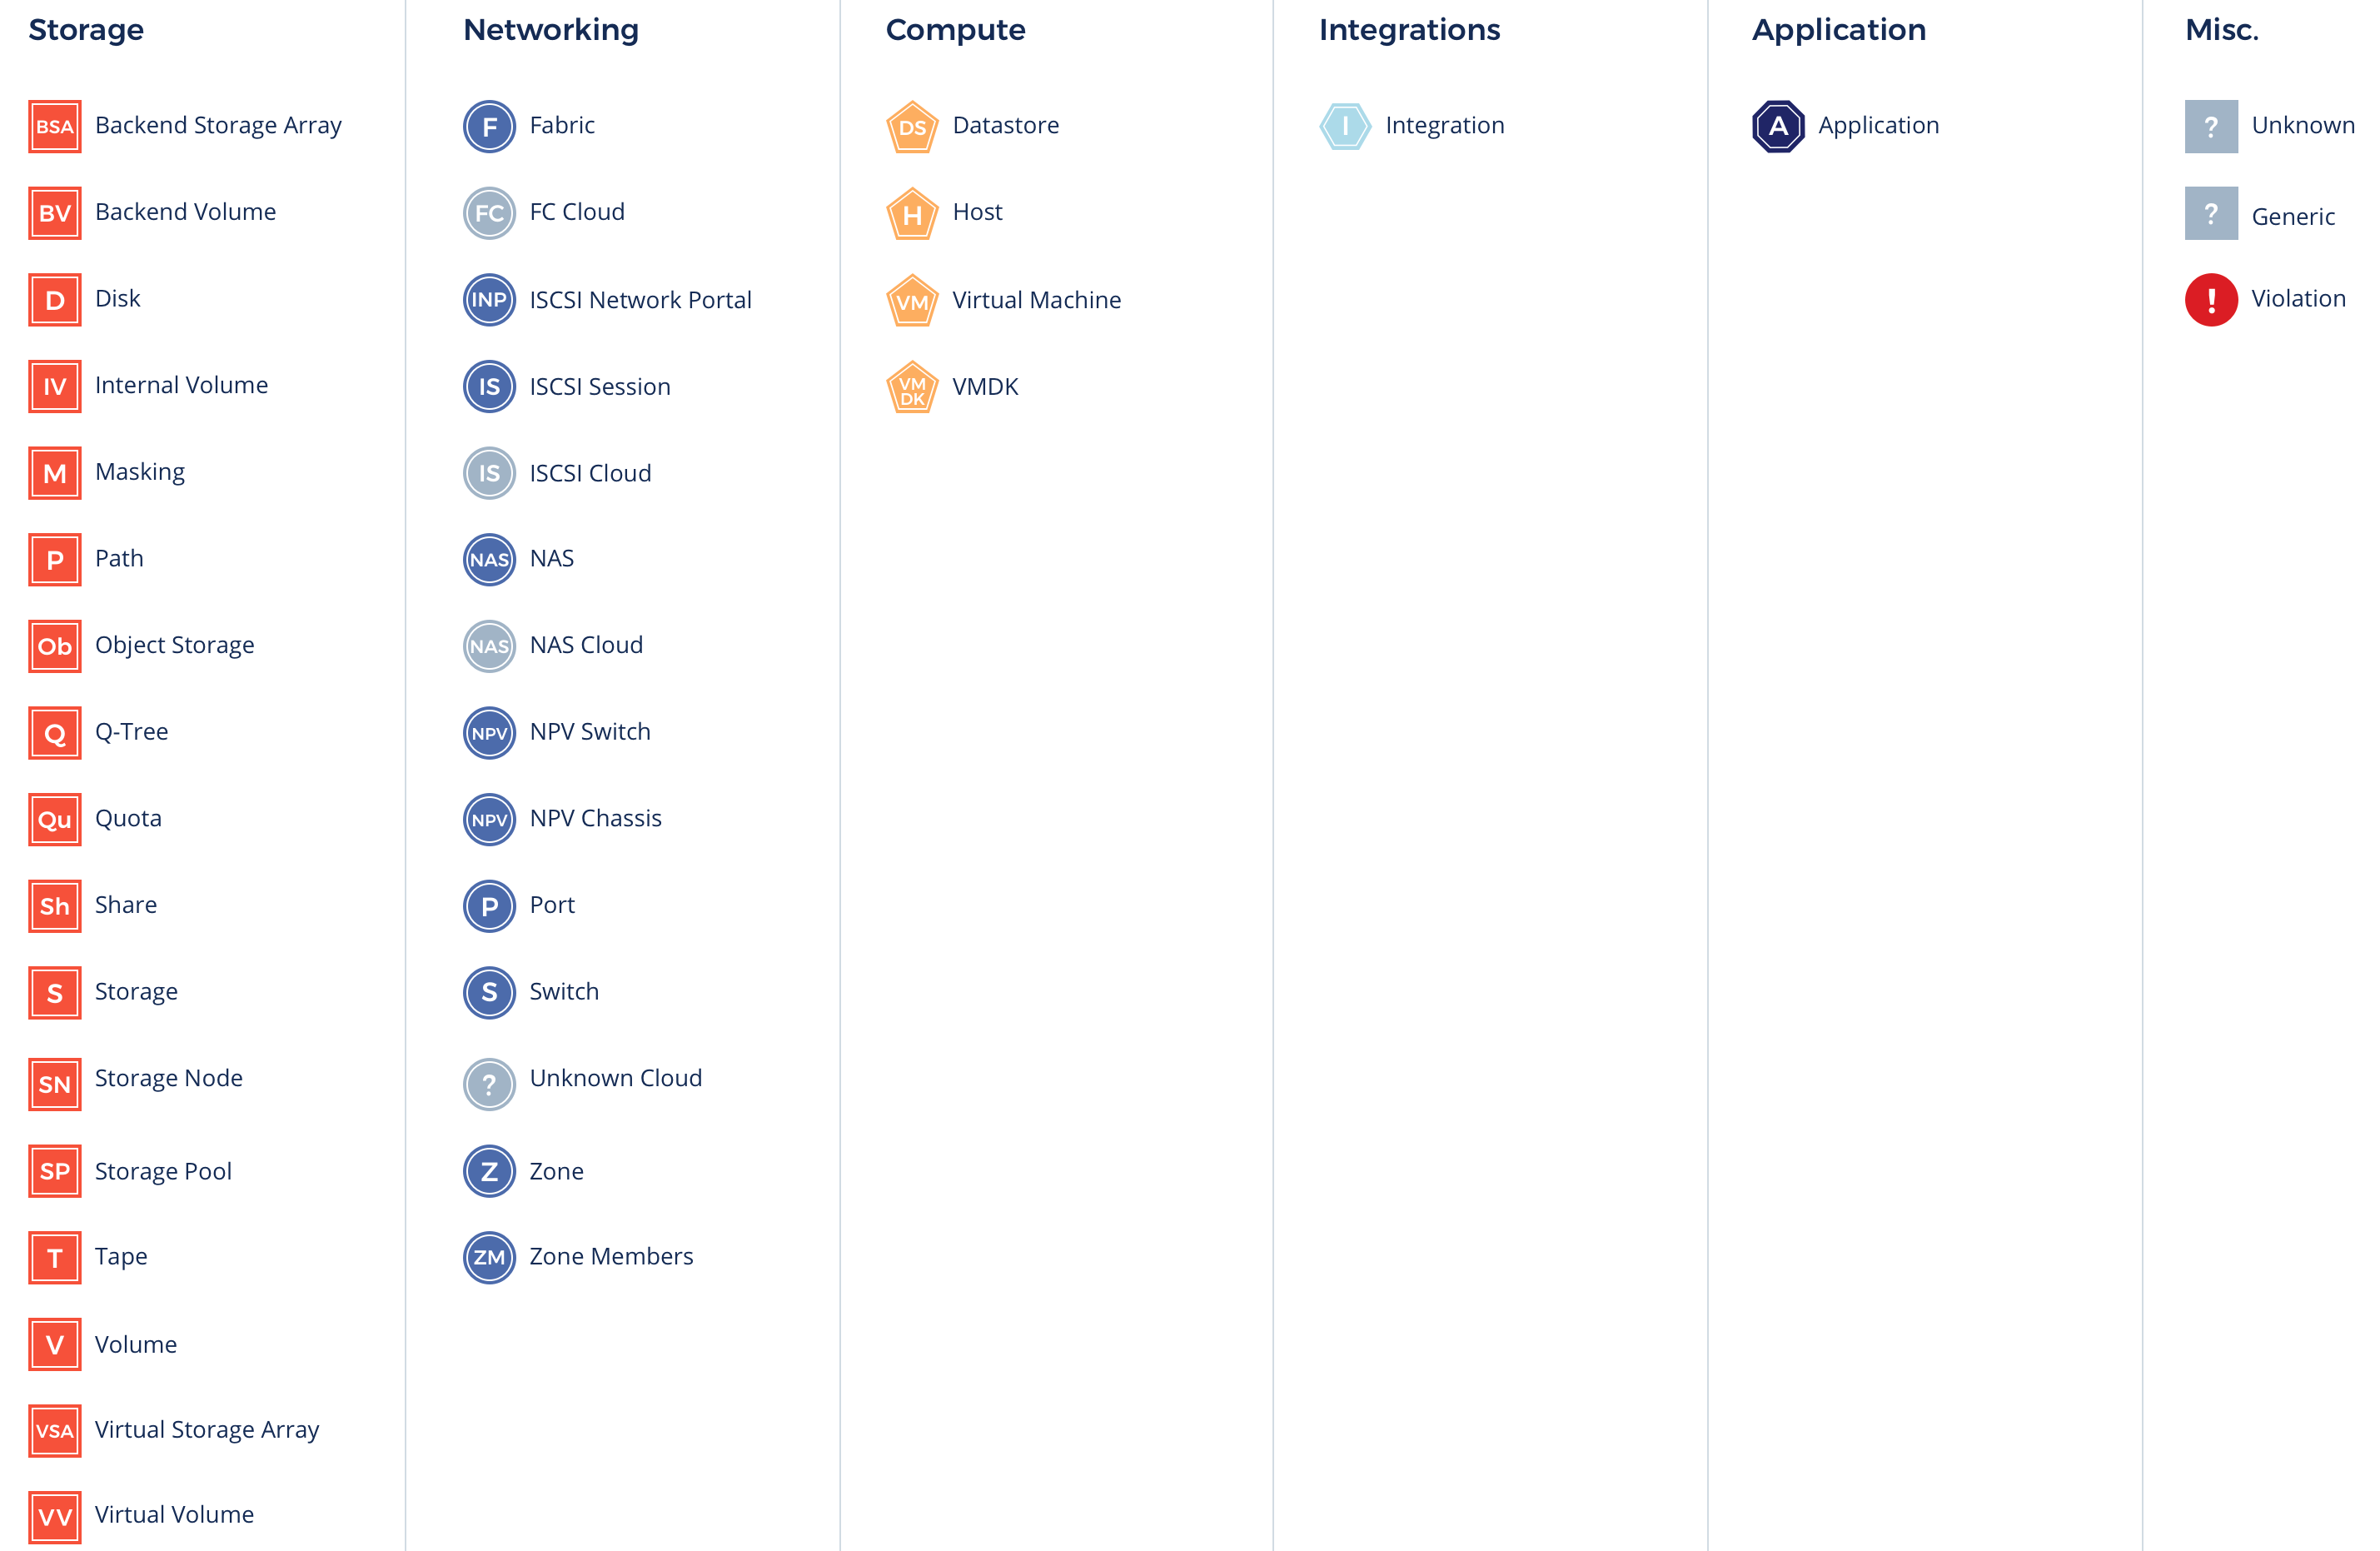 Storage
BSA Backend Storage Array
BV Backend Volume
D Disk
IV Internal Volume
M Masking
P Path
Ob Object Storage
Q Q-Tree
Qu Quota
Sh Share
S Storage
SN Storage Node
SP Storage Pool
T Tape
V Volume
VSA Virtual Storage Array
VV Virtual Volume
Networking
F Fabric
FC FC Cloud
INP ISCSI Network Portal
IS ISCSI Session
IS ISCSI Cloud
NAS NAS
NAS NAS Cloud
NPV NPV Switch
NPV NPV Chassis
P Port
S Switch
? Unknown Cloud
Z Zone
ZM Zone Members
Compute
DS Datastore
H Host
VM Virtual Machine
VM
DK
VMDK
Integrations
I Integration
Application
A Application
Misc.
? Unknown
? Generic
! Violation